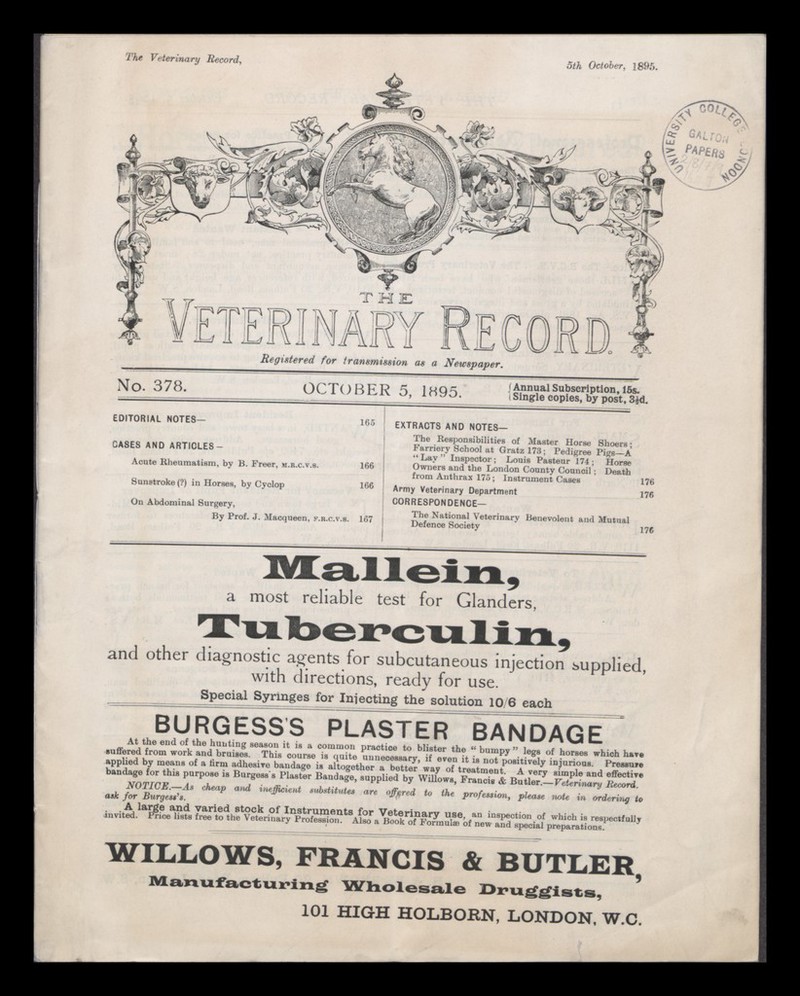 The Veterinary Record,
5th October, 1895.
UNIVERSITY COLLEGE LONDON
GALTON
PAPERS
THE
VETERINARY RECORD.
Registered for transmission as a Newspaper.
No. 378.
OCTOBER 5, 1895.
Annual Subscription, 15s.
Single copies, by post, 3½d.
EDITORIAL NOTES— 165
CASES AND ARTICLES –
Acute Rheumatism, by B. Freer, M.R.C.V.S. 166
Sunstroke (?) in Horses, by Cyclop 166
On Abdominal Surgery,
By Prof. J. Macqueen, F.R.C.V.S. 167
EXTRACTS AND NOTES—
The Responsibilities of Master Horse Shoers;
Farriery School at Gratz 173; Pedigree Pigs—A
"Lay" Inspector; Louis Pasteur 174; Horse
Owners and the London County Council; Death
from Anthrax 175; Instrument Cases 176
Army Veterinary Department 176
CORRESPONDENCE—
The National Veterinary Benevolent and Mutual
Defence Society 176
Mallein,
a most reliable test for Glanders,
Tuberculin,
and other diagnostic agents for subcutaneous injection supplied,
with directions, ready for use.
Special Syringes for Injecting the solution 10/6 each
BURGESS'S PLASTER BANDAGE
At the end of the hunting season it is a common practice to blister the "bumpy" legs of horses which have
suffered from work and bruises. This course is quite unnecessary, if even it is not positively injurious. Pressure
applied by means of a firm adhesive bandage is altogether a better way of treatment. A very simple and effective
bandage for this purpose is Burgess's Plaster Bandage, supplied by Willows, Francis & Butler.—Veterinary Record.
NOTICE.—As cheap and inefficient substitutes are offered to the profession, please note in ordering to
ask for Burgess's.
A large and varied stock of Instruments for Veterinary use, an inspection of which is respectfully
invited. Price lists free to the Veterinary Profession. Also a Book of Formulæ of new and special preparations.
WILLOWS, FRANCIS & BUTLER,
Manufacturing Wholesale Druggists,
101 HIGH HOLBORN, LONDON, W.C.